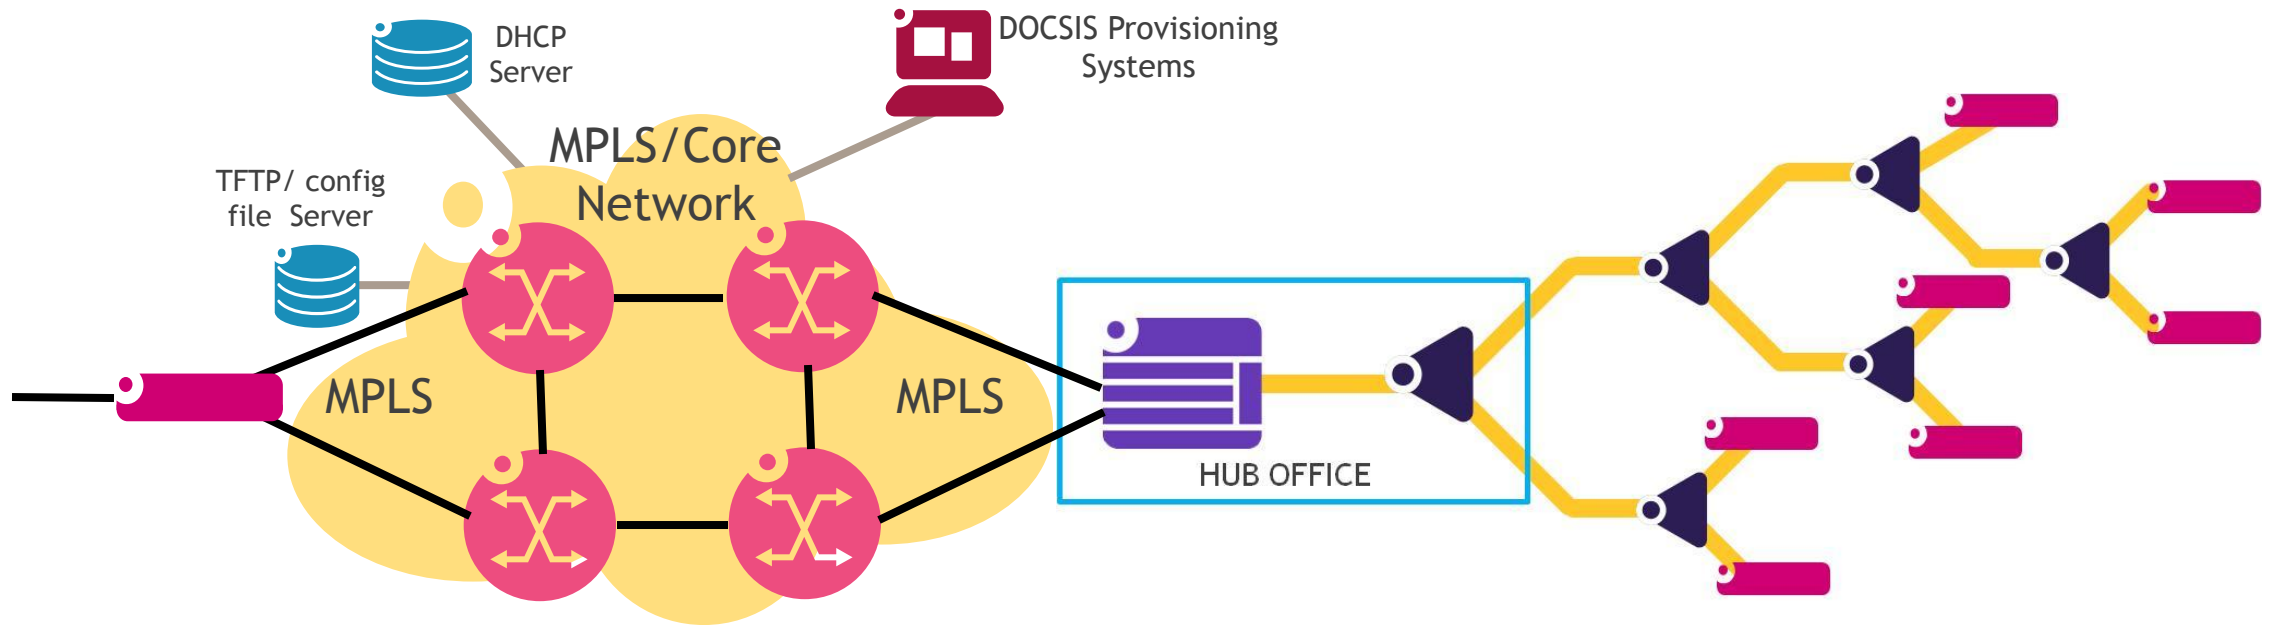 DHCP
Server
DOCSIS Provisioning
Systems
MPLS/Core
Network
TFTP/ config
file Server
MPLS
MPLS
HUB OFFICE